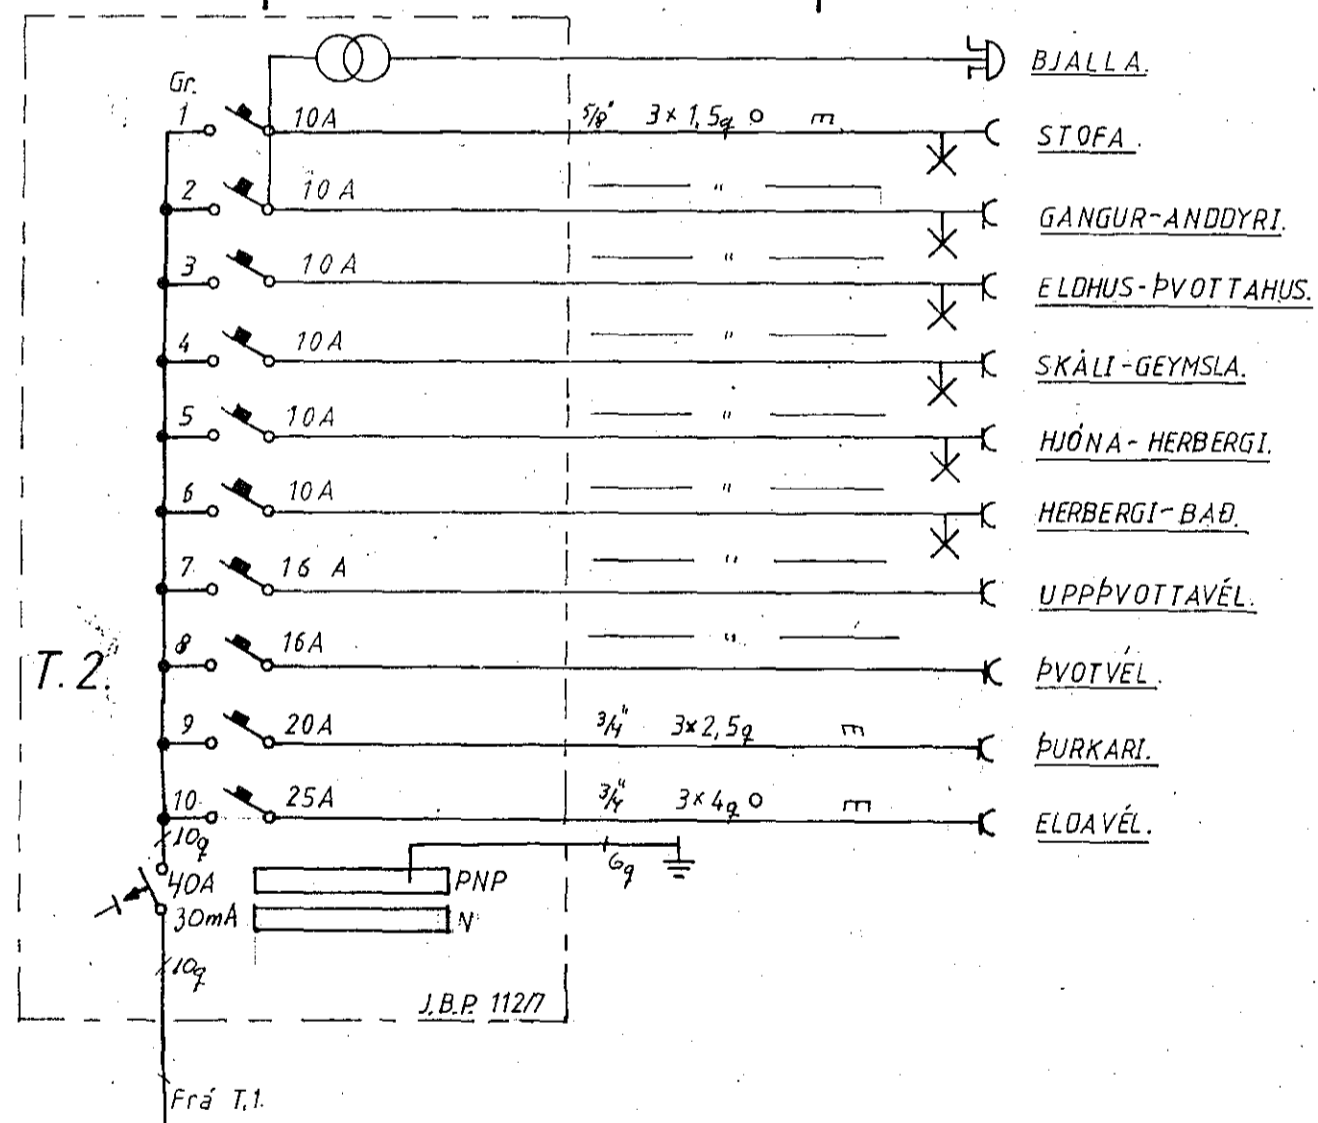 BJALLA.
Gr.
1 10A 5/8" 3×1,5q STOFA.
2 10A " GANGUR-ANDDYRI.
3 10A " ELDHUS-ÞVOTTAHUS.
4 10A " SKÁLI-GEYMSLA.
5 10A " HJÓNA-HERBERGI.
6 10A " HERBERGI-BAÐ.
7 16A " UPPÞVOTTAVÉL.
8 16A " ÞVOTVÉL.
T.2.
9 20A 3/4" 3×2,5q ÞURKARI.
10 25A 3/4" 3×4q ELDAVÉL.
10q
6q
40A PNP
30mA N
10q
J.B.P. 112/7
Frá T.1.